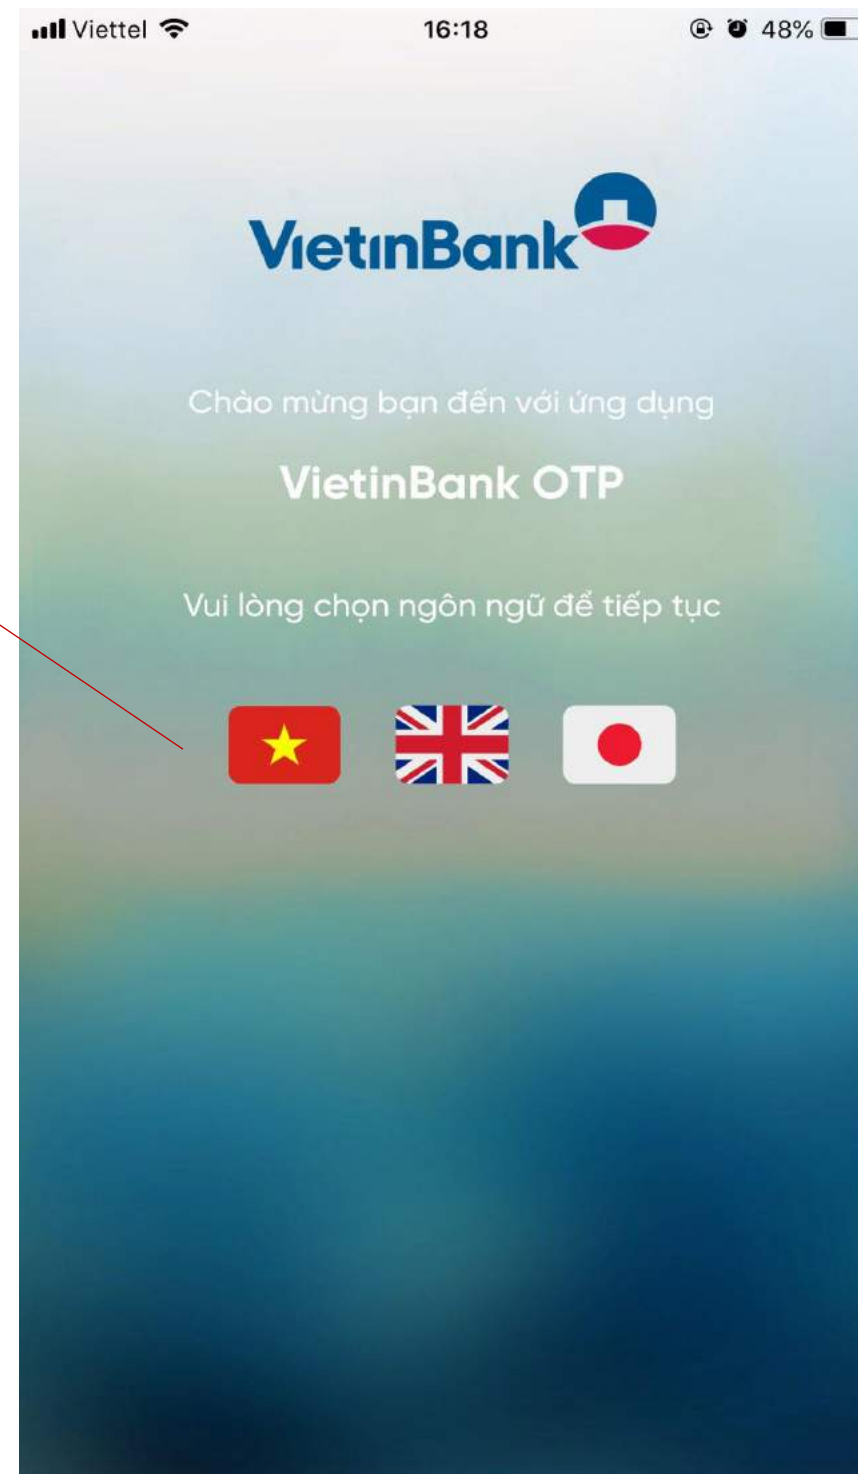 Viettel 16:18 48%
VietinBank
Chào mừng bạn đến với ứng dụng
VietinBank OTP
Vui lòng chọn ngôn ngữ để tiếp tục